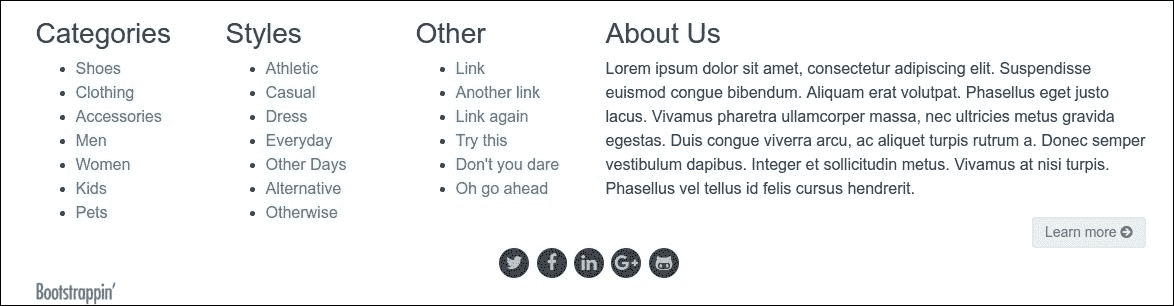 Categories
Shoes
Clothing
Accessories
Men
Women
Kids
Pets
Styles
Athletic
Casual
Dress
Everyday
Other Days
Alternative
Otherwise
Other
Link
Another link
Link again
Try this
Don't you dare
Oh go ahead
About Us
Lorem ipsum dolor sit amet, consectetur adipiscing elit. Suspendisse
euismod congue bibendum. Aliquam erat volutpat. Phasellus eget justo
lacus. Vivamus pharetra ullamcorper massa, nec ultricies metus gravida
egestas. Duis congue viverra arcu, ac aliquet turpis rutrum a. Donec semper
vestibulum dapibus. Integer et sollicitudin metus. Vivamus at nisi turpis.
Phasellus vel tellus id felis cursus hendrerit.
Learn more
Bootstrappin'